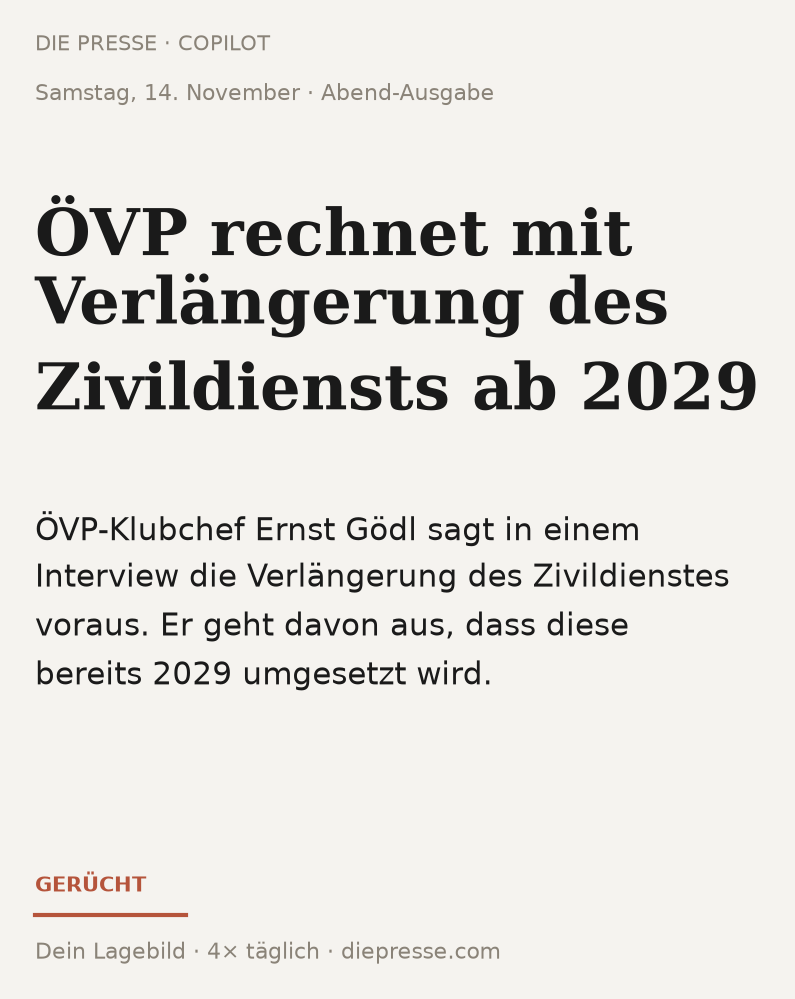 DIE PRESSE · COPILOT
Samstag, 14. November · Abend-Ausgabe
ÖVP rechnet mit
Verlängerung des
Zivildiensts ab 2029
ÖVP-Klubchef Ernst Gödl sagt in einem
Interview die Verlängerung des Zivildienstes
voraus. Er geht davon aus, dass diese
bereits 2029 umgesetzt wird.
GERÜCHT
Dein Lagebild · 4× täglich · diepresse.com